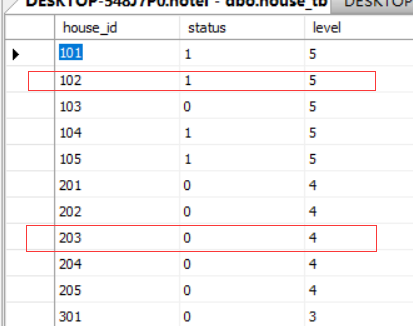 DESKTOP-548J7P0.hotel - dbo.house_tb DESKTOP
house_id status level
101 1 5
102 1 5
103 0 5
104 1 5
105 1 5
201 0 4
202 0 4
203 0 4
204 0 4
205 0 4
301 0 3